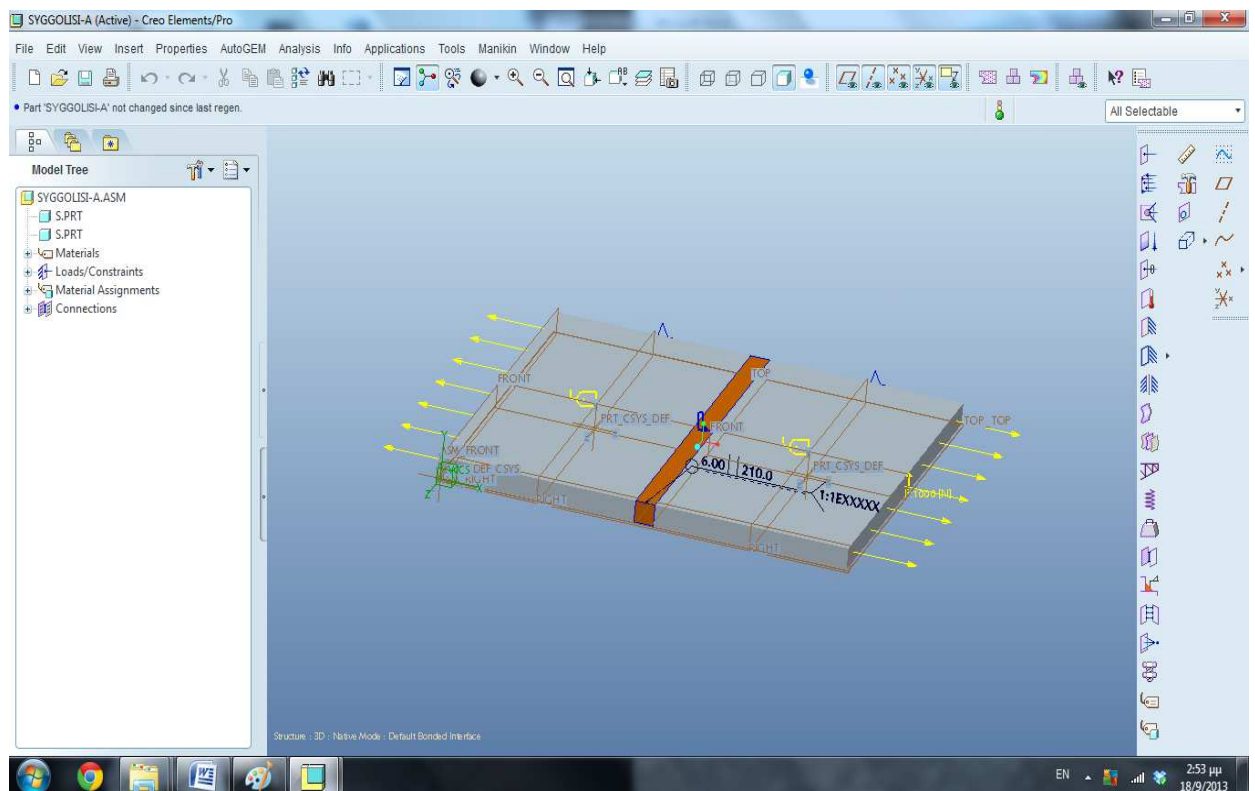 SYGGOLISI-A (Active) - Creo Elements/Pro
File Edit View Insert Properties AutoGEM Analysis Info Applications Tools Manikin Window Help
• Part 'SYGGOLISI-A' not changed since last regen.
All Selectable
Model Tree
SYGGOLISI-A.ASM
S.PRT
S.PRT
Materials
Loads/Constraints
Material Assignments
Connections
FRONT
TOP
PRT_CSYS_DEF
FRONT
TOP_TOP
ASM_FRONT
6.00 210.0
PRT_CSYS_DEF
DEF_CSYS
RIGHT
RIGHT
1:1EXXXXX
RIGHT
Structure : 3D : Native Mode : Default Bonded Interface
EN
2:53 μμ
18/9/2013